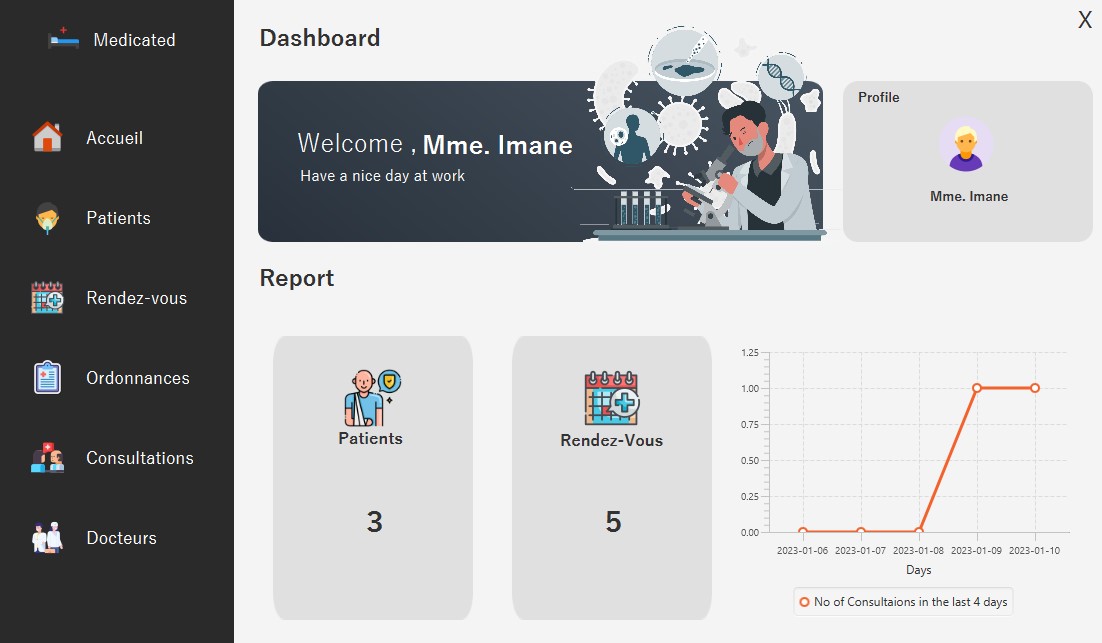 Medicated
Accueil
Patients
Rendez-vous
Ordonnances
Consultations
Docteurs
X
Dashboard
Welcome , Mme. Imane
Have a nice day at work
Profile
Mme. Imane
Report
Patients
3
Rendez-Vous
5
1.25
1.00
0.75
0.50
0.25
0.00
2023-01-06 2023-01-07 2023-01-08 2023-01-09 2023-01-10
Days
No of Consultaions in the last 4 days